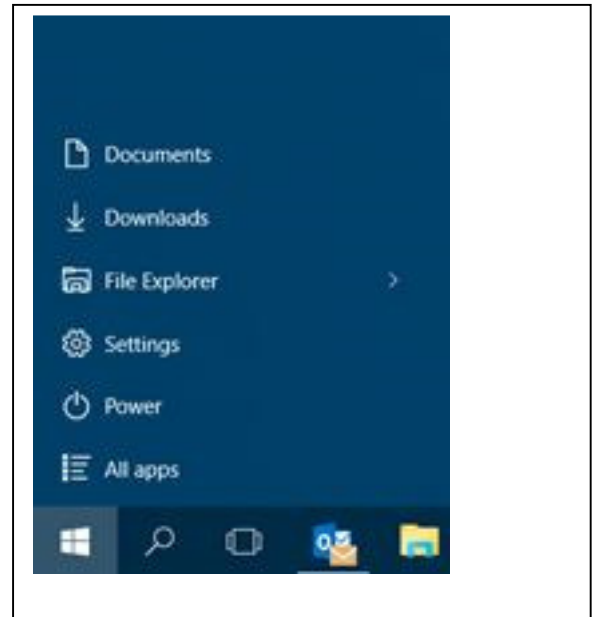 Documents
Downloads
File Explorer
Settings
Power
All apps